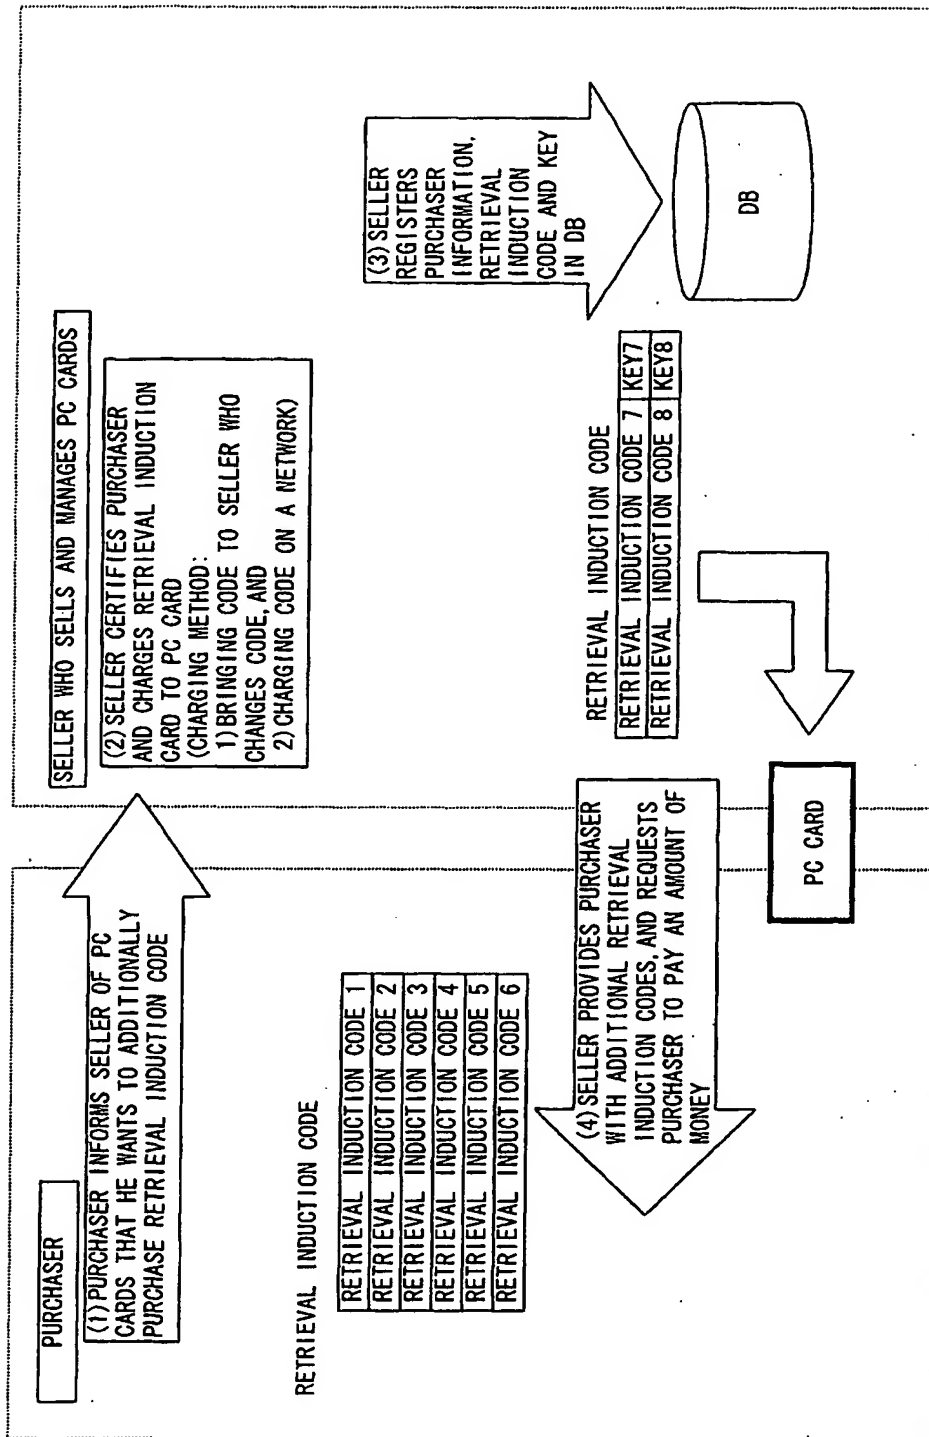 PURCHASER
(1)PURCHASER INFORMS SELLER OF PC
CARDS THAT HE WANTS TO ADDITIONALLY
PURCHASE RETRIEVAL INDUCTION CODE
RETRIEVAL INDUCTION CODE
RETRIEVAL INDUCTION CODE 1
RETRIEVAL INDUCTION CODE 2
RETRIEVAL INDUCTION CODE 3
RETRIEVAL INDUCTION CODE 4
RETRIEVAL INDUCTION CODE 5
RETRIEVAL INDUCTION CODE 6
SELLER WHO SELLS AND MANAGES PC CARDS
(2)SELLER CERTIFIES PURCHASER
AND CHARGES RETRIEVAL INDUCTION
CARD TO PC CARD
(CHARGING METHOD:
1)BRINGING CODE TO SELLER WHO
CHANGES CODE, AND
2)CHARGING CODE ON A NETWORK)
(3)SELLER
REGISTERS
PURCHASER
INFORMATION,
RETRIEVAL
INDUCTION
CODE AND KEY
IN DB
DB
RETRIEVAL INDUCTION CODE
RETRIEVAL INDUCTION CODE 7 KEY7
RETRIEVAL INDUCTION CODE 8 KEY8
(4)SELLER PROVIDES PURCHASER
WITH ADDITIONAL RETRIEVAL
INDUCTION CODES, AND REQUESTS
PURCHASER TO PAY AN AMOUNT OF
MONEY
PC CARD